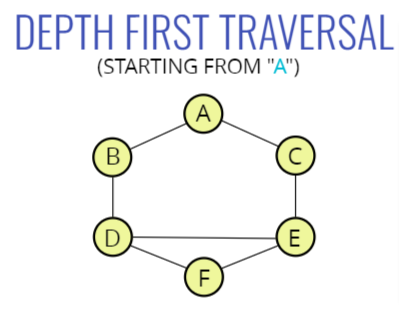 DEPTH FIRST TRAVERSAL
(STARTING FROM "A")
A
B
C
D
E
F